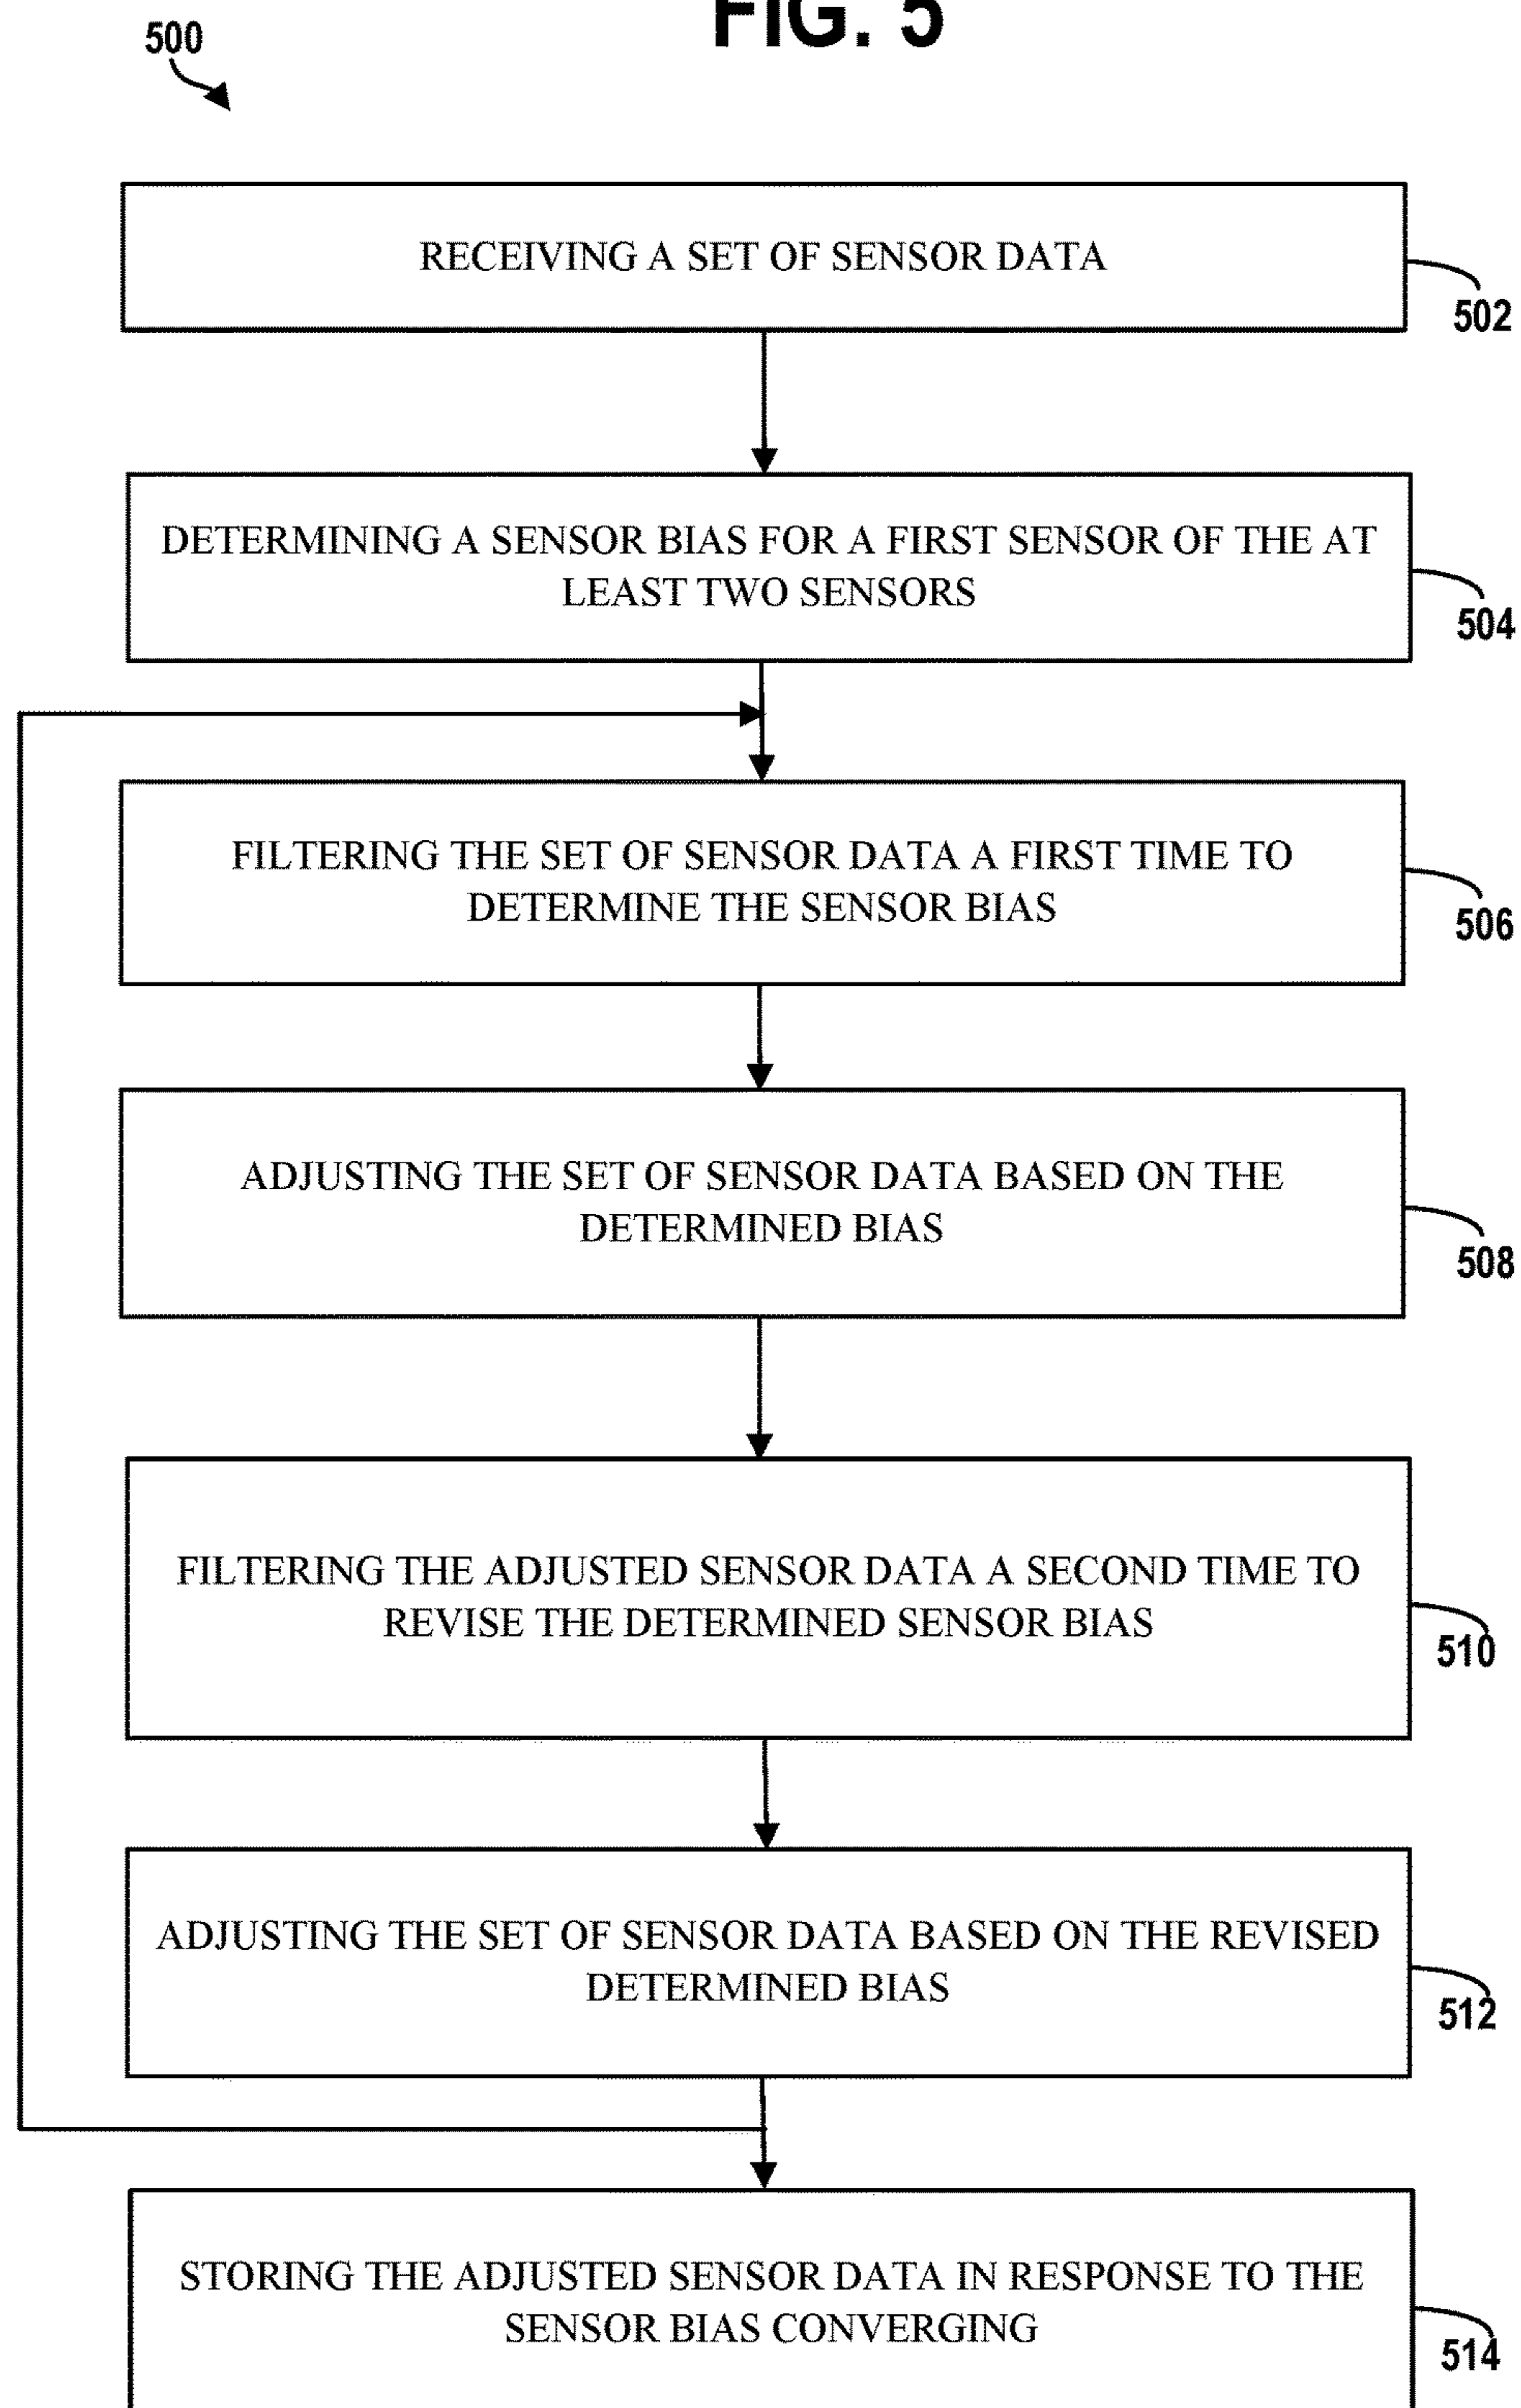 FIG. 5
500
RECEIVING A SET OF SENSOR DATA
502
DETERMINING A SENSOR BIAS FOR A FIRST SENSOR OF THE AT
LEAST TWO SENSORS
504
FILTERING THE SET OF SENSOR DATA A FIRST TIME TO
DETERMINE THE SENSOR BIAS
506
ADJUSTING THE SET OF SENSOR DATA BASED ON THE
DETERMINED BIAS
508
FILTERING THE ADJUSTED SENSOR DATA A SECOND TIME TO
REVISE THE DETERMINED SENSOR BIAS
510
ADJUSTING THE SET OF SENSOR DATA BASED ON THE REVISED
DETERMINED BIAS
512
STORING THE ADJUSTED SENSOR DATA IN RESPONSE TO THE
SENSOR BIAS CONVERGING
514